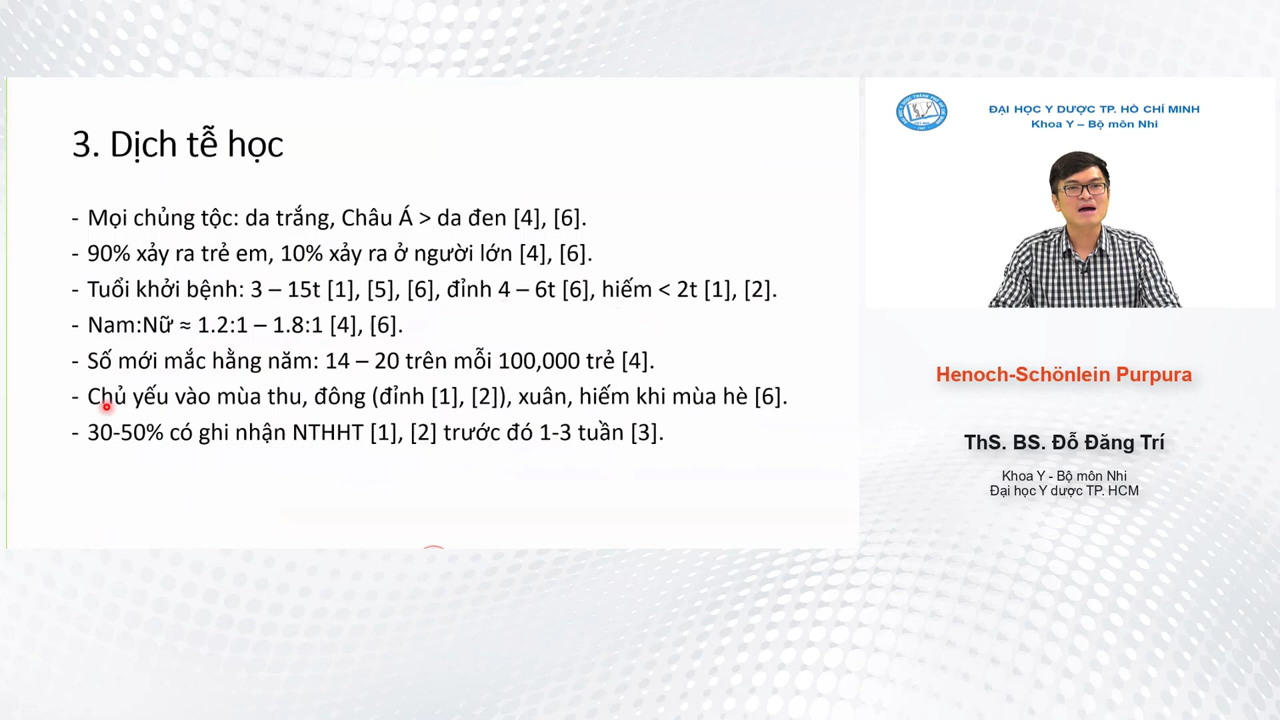 3. Dịch tễ học
- Mọi chủng tộc: da trắng, Châu Á > da đen [4], [6].
- 90% xảy ra trẻ em, 10% xảy ra ở người lớn [4], [6].
- Tuổi khởi bệnh: 3 – 15t [1], [5], [6], đỉnh 4 – 6t [6], hiếm < 2t [1], [2].
- Nam:Nữ ≈ 1.2:1 – 1.8:1 [4], [6].
- Số mới mắc hằng năm: 14 – 20 trên mỗi 100,000 trẻ [4].
- Chủ yếu vào mùa thu, đông (đỉnh [1], [2]), xuân, hiếm khi mùa hè [6].
- 30-50% có ghi nhận NTHHT [1], [2] trước đó 1-3 tuần [3].
ĐẠI HỌC Y DƯỢC TP. HỒ CHÍ MINH
Khoa Y – Bộ môn Nhi
Henoch-Schönlein Purpura
ThS. BS. Đỗ Đăng Trí
Khoa Y - Bộ môn Nhi
Đại học Y dược TP. HCM